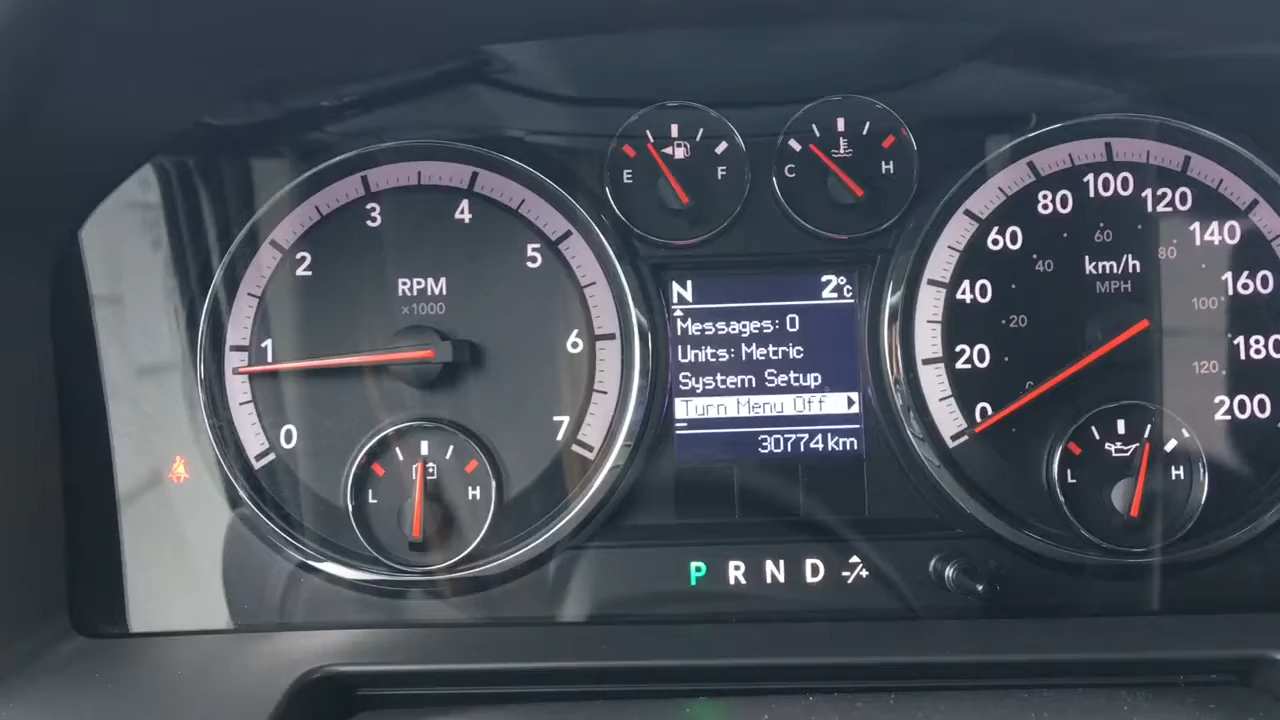 E F
C H
0 1 2 3 4 5 6 7
RPM
x1000
L H
N 2°C
Messages: 0
Units: Metric
System Setup
Turn Menu Off
30774 km
P R N D -/+
0 20 40 60 80 100 120 140 160 180 200
0 20 40 60 80 100 120
km/h
MPH
L H